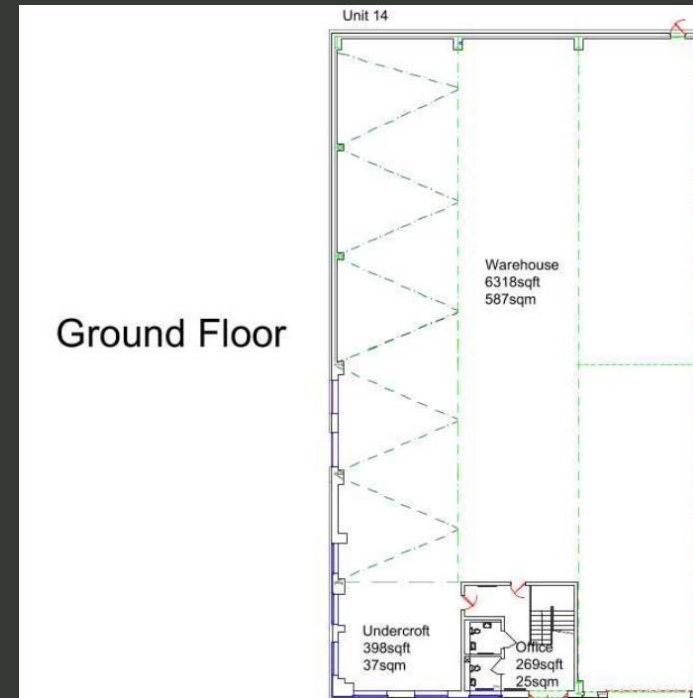 Unit 14
Warehouse
6318sqft
587sqm
Ground Floor
Undercroft
398sqft
37sqm
Office
269sqft
25sqm